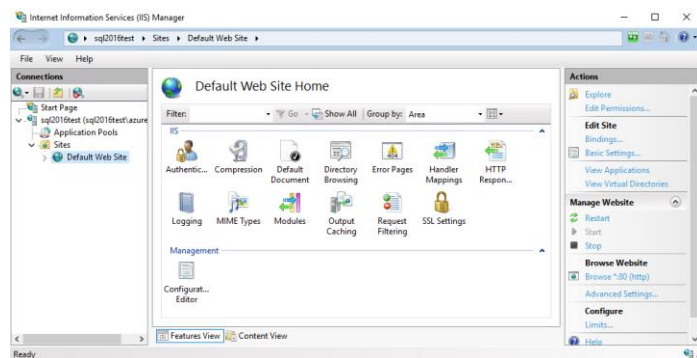 Internet Information Services (IIS) Manager
sql2016test Sites Default Web Site
File View Help
Connections
Start Page
sql2016test (sql2016test\azure
Application Pools
Sites
Default Web Site
Default Web Site Home
Filter: Go Show All Group by: Area
IIS
Authentic... Compression Default Document Directory Browsing Error Pages Handler Mappings HTTP Respon...
Logging MIME Types Modules Output Caching Request Filtering SSL Settings
Management
Configurat... Editor
Features View Content View
Actions
Explore
Edit Permissions...
Edit Site
Bindings...
Basic Settings...
View Applications
View Virtual Directories
Manage Website
Restart
Start
Stop
Browse Website
Browse *:80 (http)
Advanced Settings...
Configure
Limits...
Help
Ready